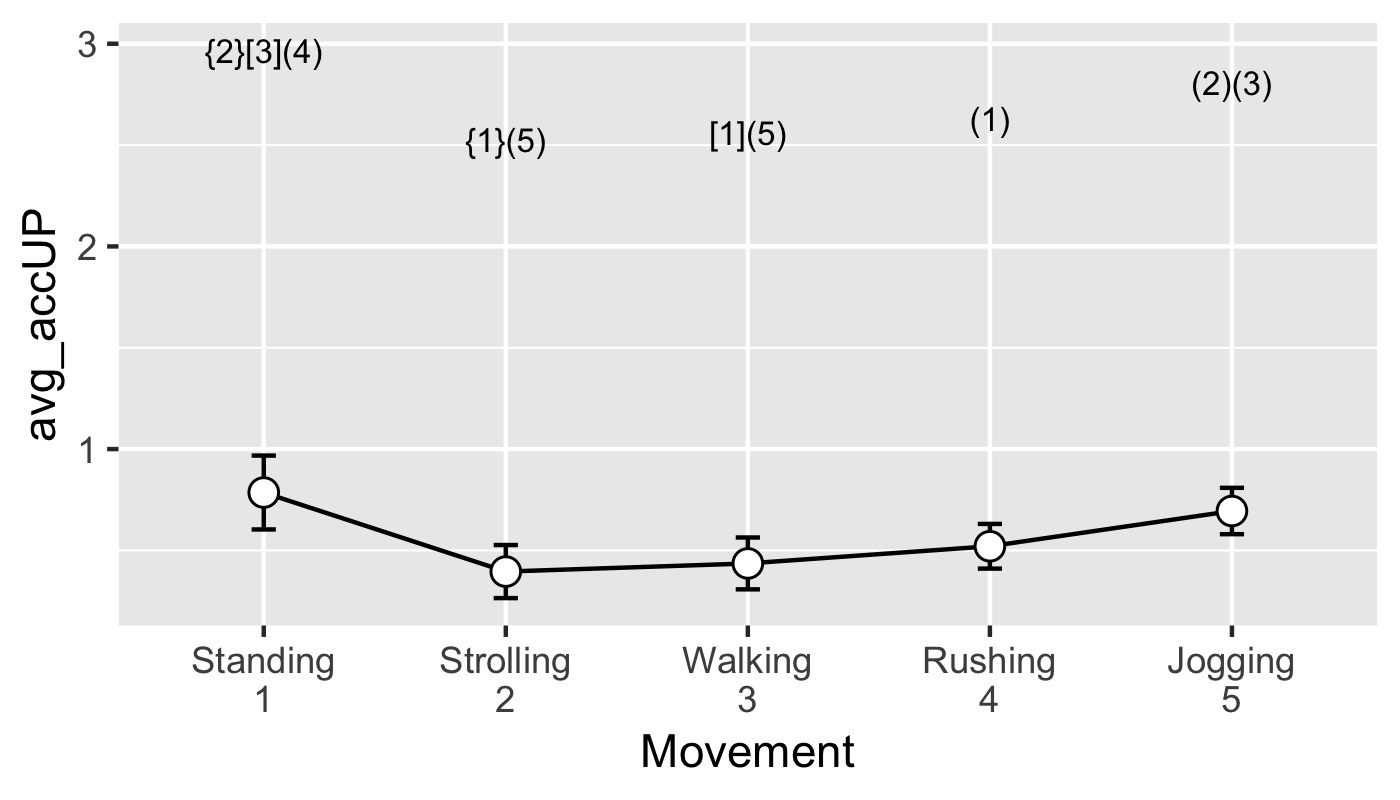 3
{2}[3](4)
(2)(3)
(1)
{1}(5)
[1](5)
2
avg_accUP
1
Standing Strolling Walking Rushing Jogging
1 2 3 4 5
Movement